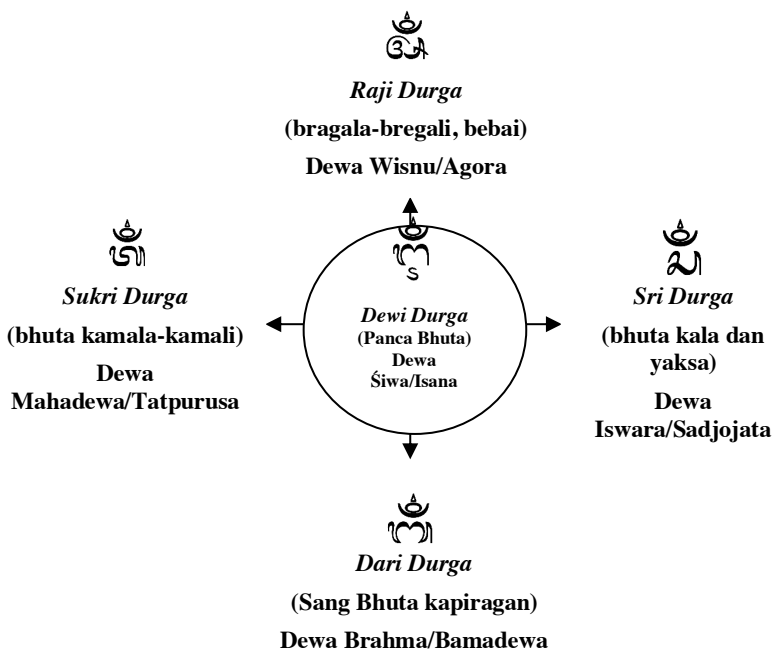 Raji Durga
(bragala-bregali, bebai)
Dewa Wisnu/Agora
Sukri Durga
(bhuta kamala-kamali)
Dewa
Mahadewa/Tatpurusa
Dewi Durga
(Panca Bhuta)
Dewa
Śiwa/Isana
Sri Durga
(bhuta kala dan
yaksa)
Dewa
Iswara/Sadjojata
Dari Durga
(Sang Bhuta kapiragan)
Dewa Brahma/Bamadewa